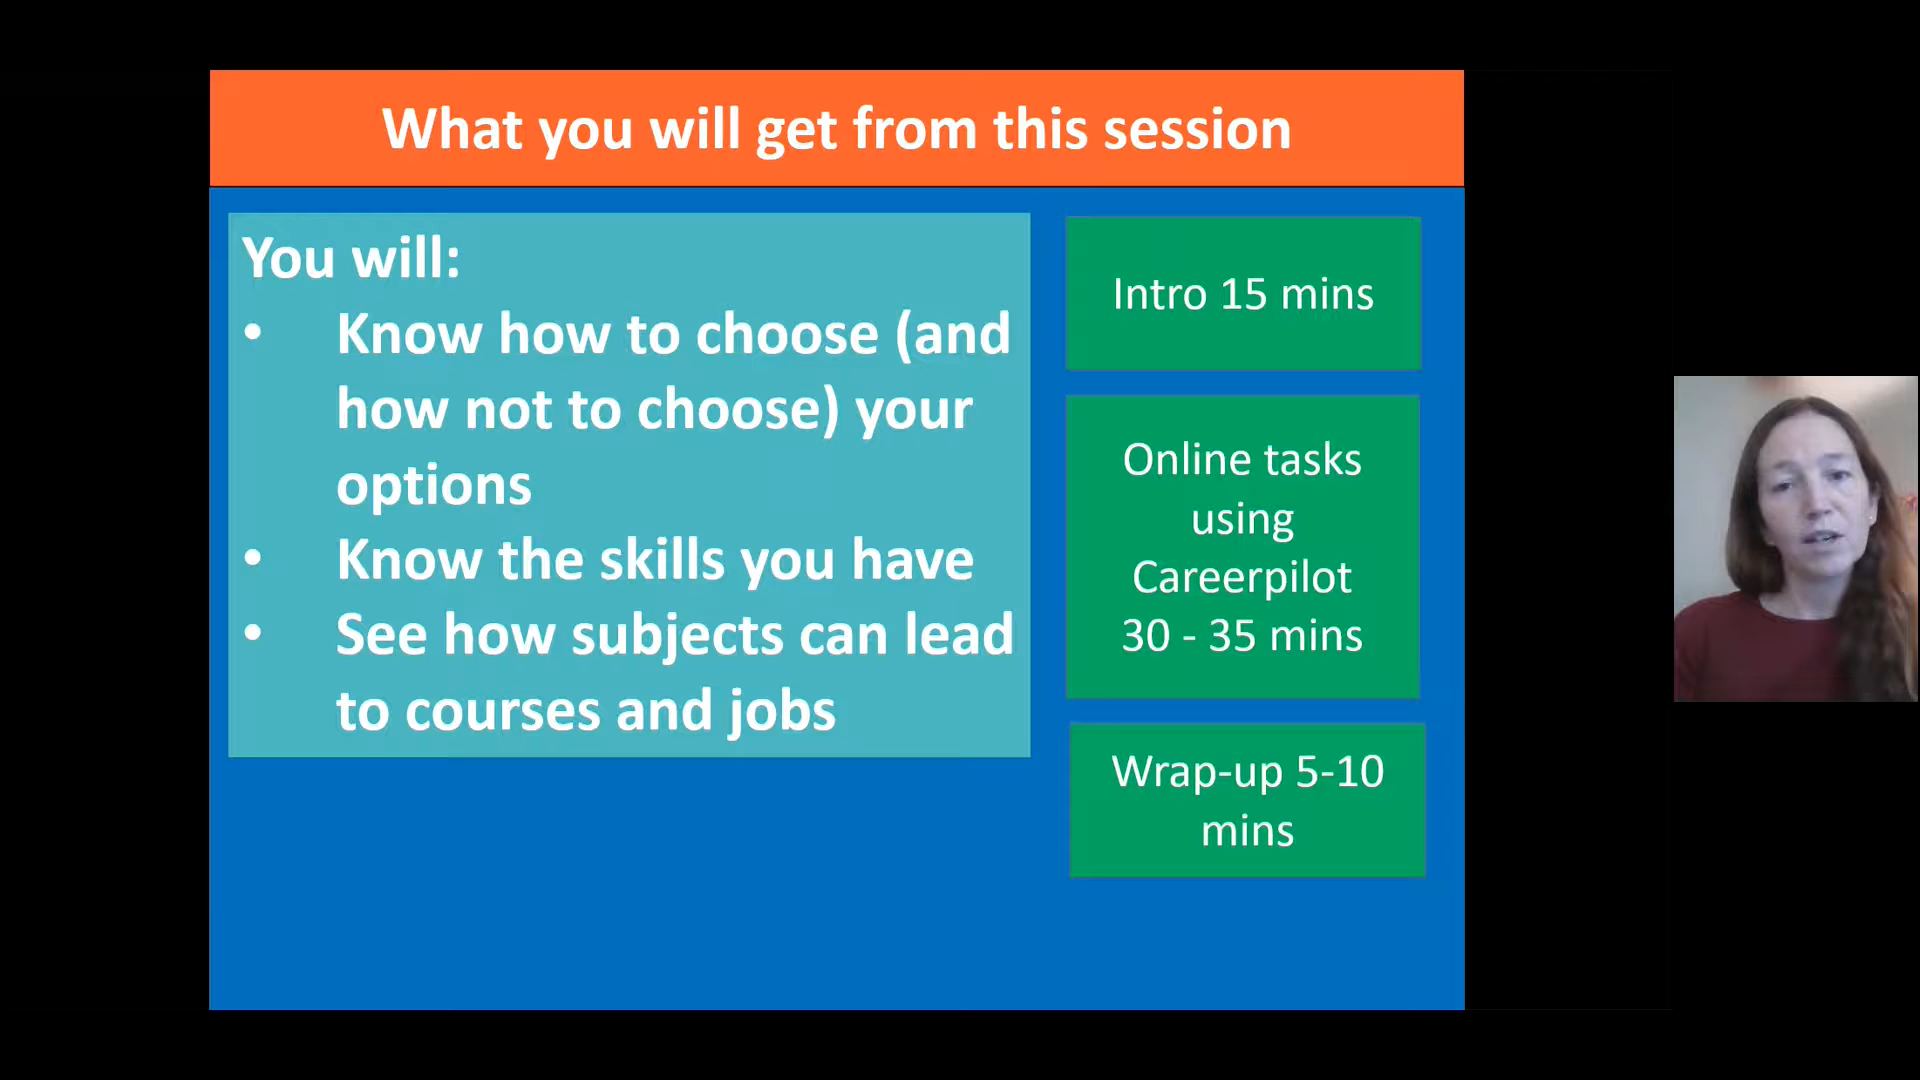 What you will get from this session
You will:
• Know how to choose (and
how not to choose) your
options
• Know the skills you have
• See how subjects can lead
to courses and jobs
Intro 15 mins
Online tasks
using
Careerpilot
30 - 35 mins
Wrap-up 5-10
mins